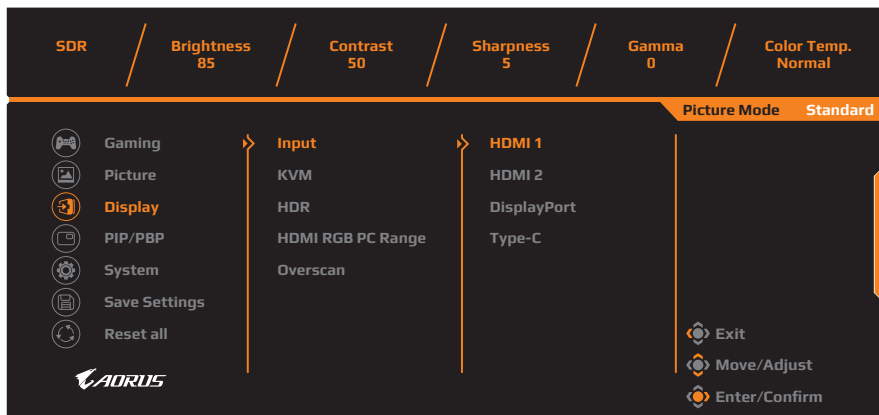 SDR
Brightness
85
Contrast
50
Sharpness
5
Gamma
0
Color Temp.
Normal
Picture Mode Standard
Gaming
Picture
Display
PIP/PBP
System
Save Settings
Reset all
Input
KVM
HDR
HDMI RGB PC Range
Overscan
HDMI 1
HDMI 2
DisplayPort
Type-C
Exit
Move/Adjust
Enter/Confirm
AORUS